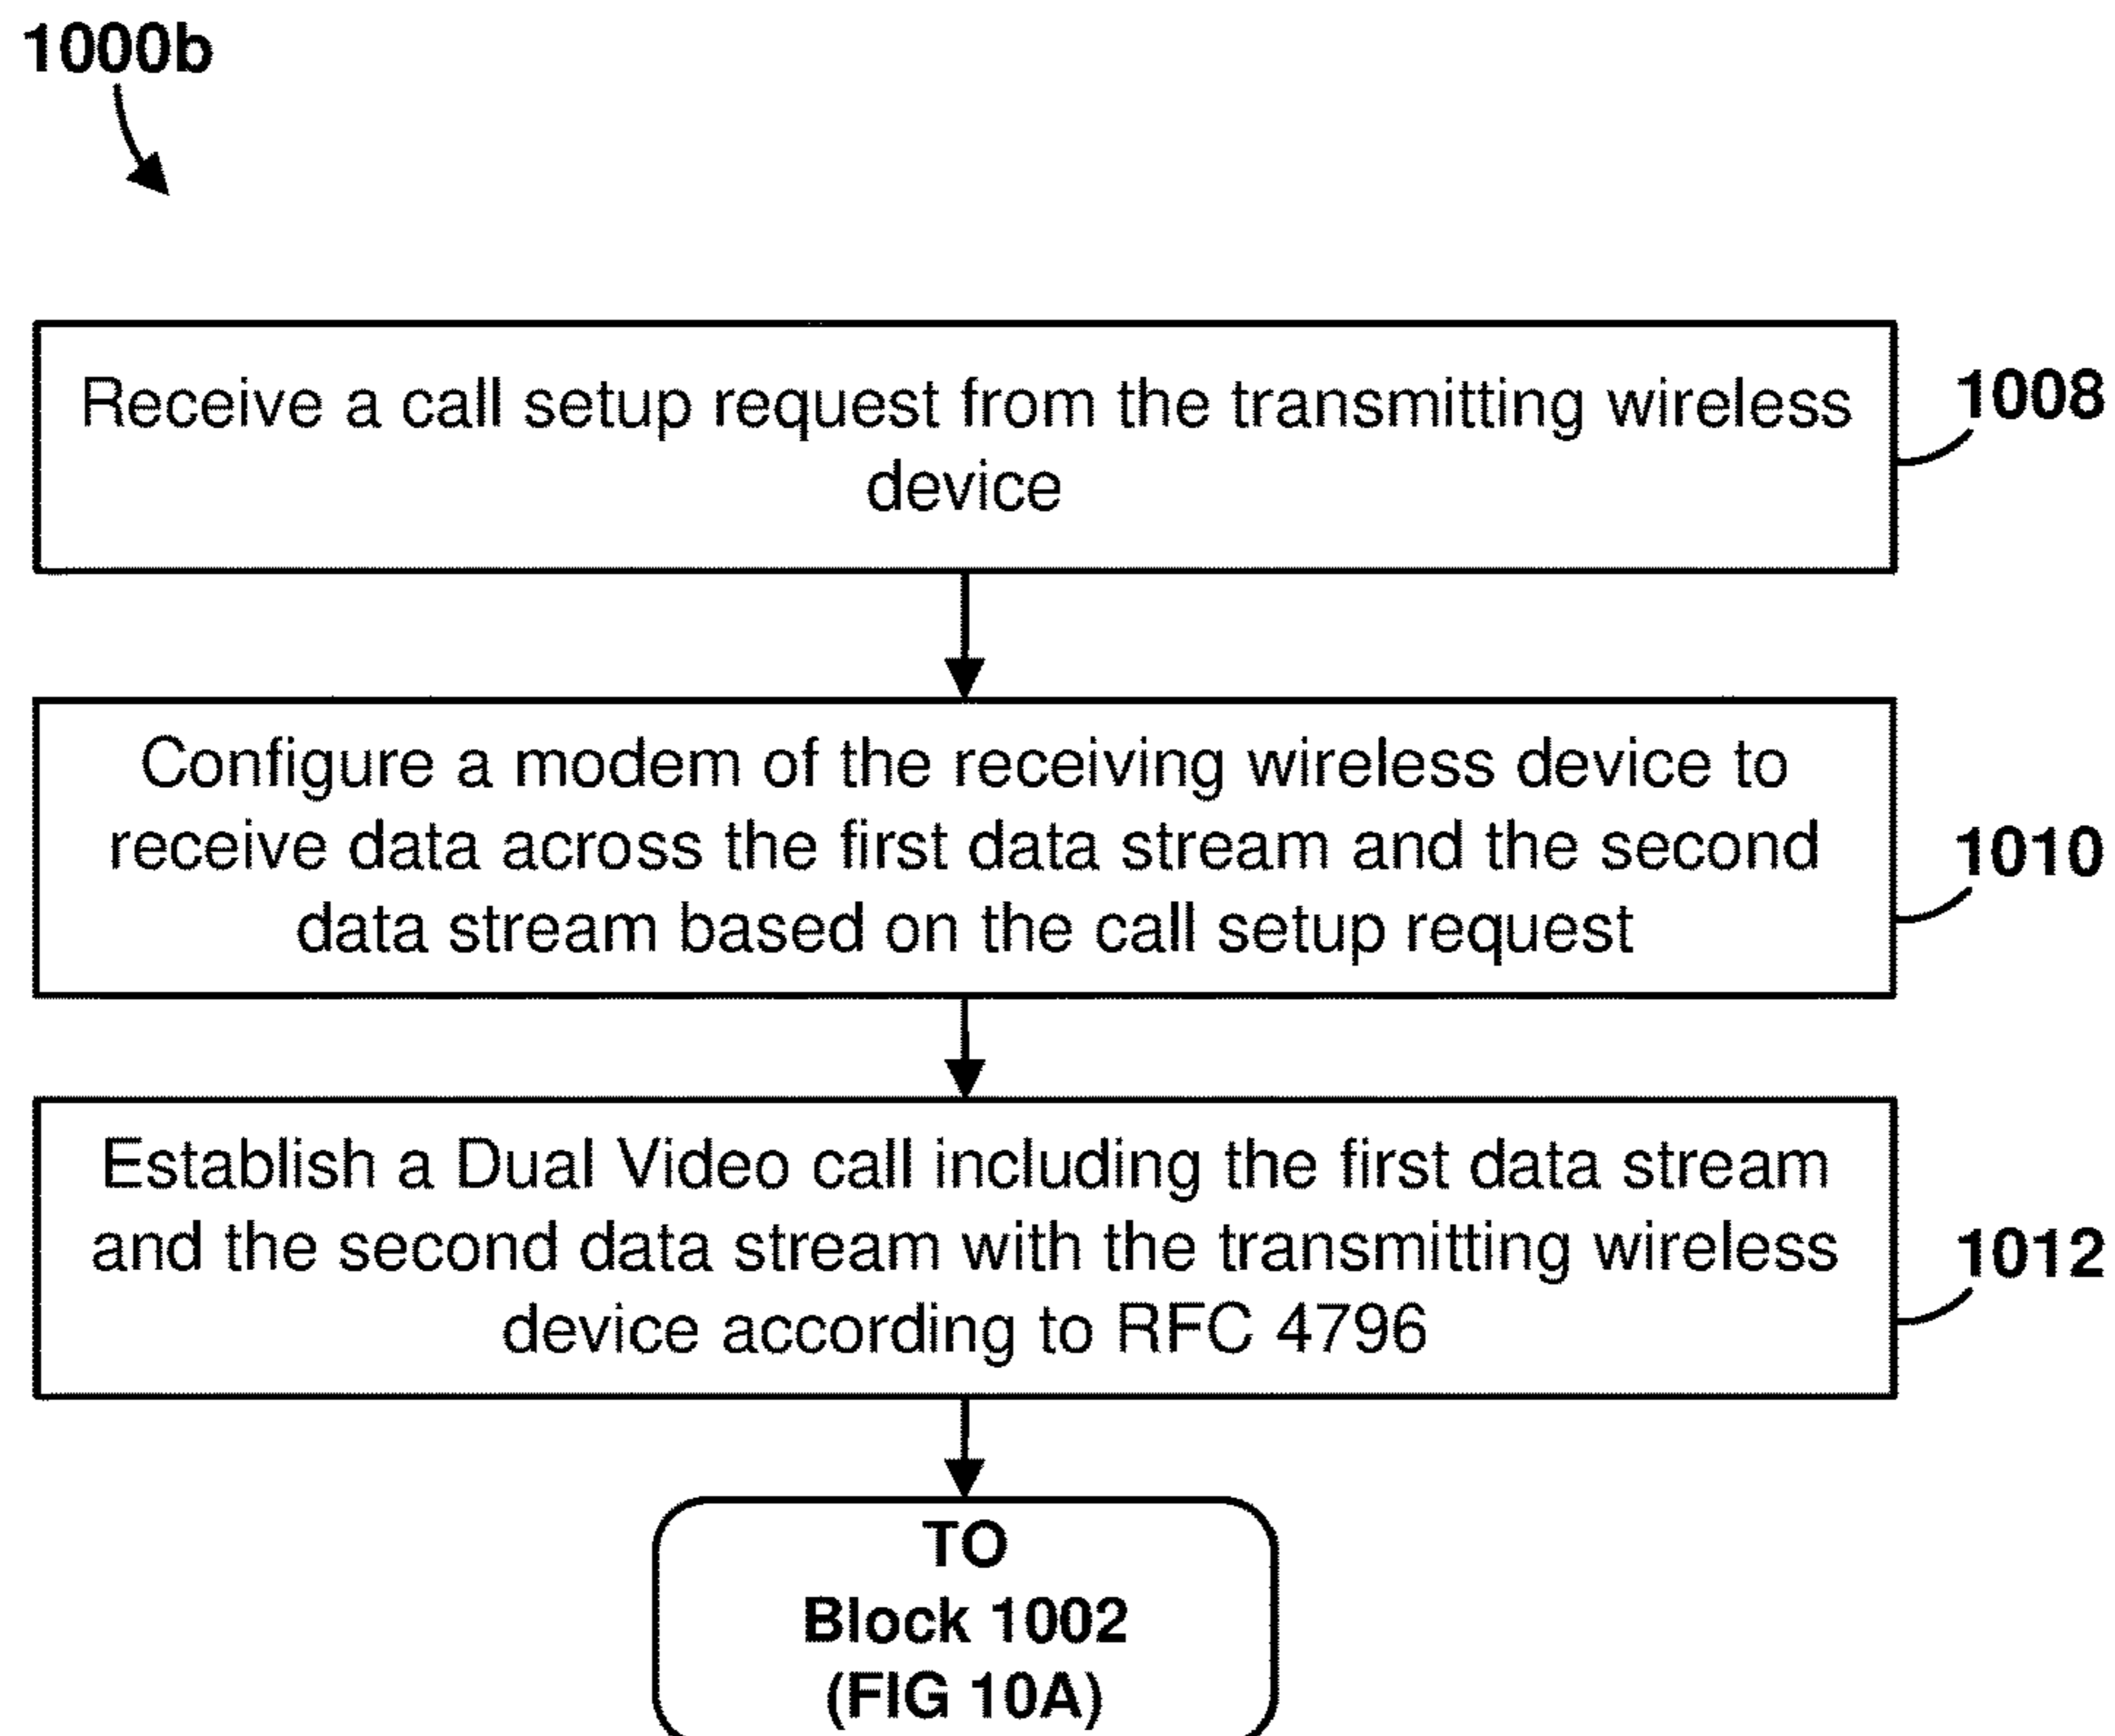 1000b
Receive a call setup request from the transmitting wireless
device
1008
Configure a modem of the receiving wireless device to
receive data across the first data stream and the second
data stream based on the call setup request
1010
Establish a Dual Video call including the first data stream
and the second data stream with the transmitting wireless
device according to RFC 4796
1012
TO
Block 1002
(FIG 10A)